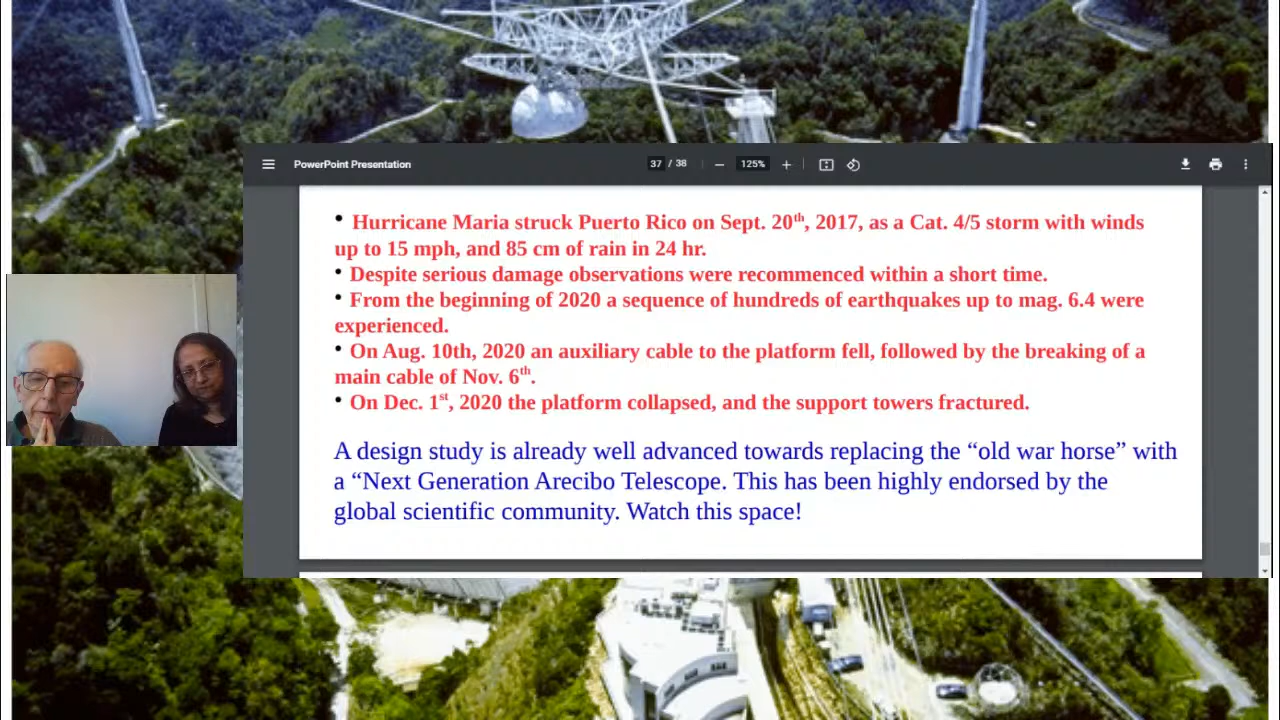 PowerPoint Presentation
37 / 38
125%
• Hurricane Maria struck Puerto Rico on Sept. 20th, 2017, as a Cat. 4/5 storm with winds
up to 15 mph, and 85 cm of rain in 24 hr.
• Despite serious damage observations were recommenced within a short time.
• From the beginning of 2020 a sequence of hundreds of earthquakes up to mag. 6.4 were
experienced.
• On Aug. 10th, 2020 an auxiliary cable to the platform fell, followed by the breaking of a
main cable of Nov. 6th.
• On Dec. 1st, 2020 the platform collapsed, and the support towers fractured.
A design study is already well advanced towards replacing the “old war horse” with
a “Next Generation Arecibo Telescope. This has been highly endorsed by the
global scientific community. Watch this space!